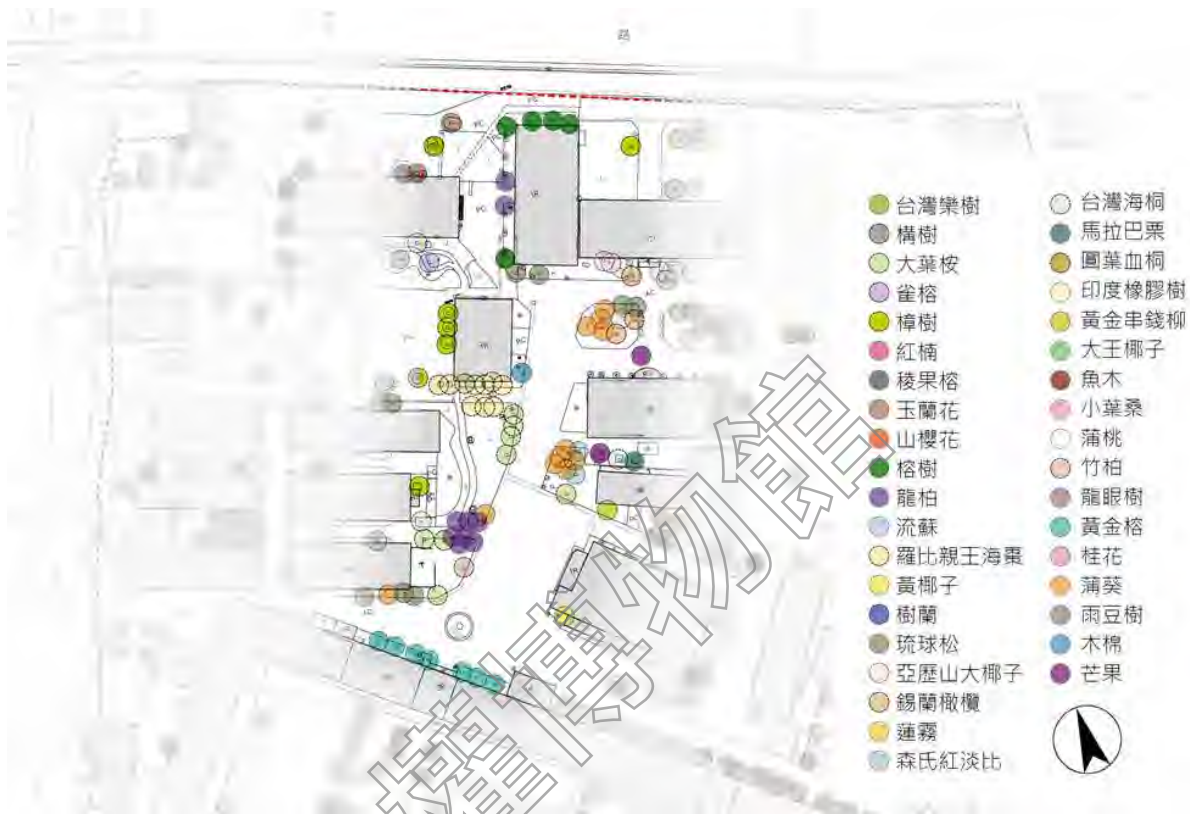 路
台灣欒樹
構樹
大葉桉
雀榕
樟樹
紅楠
稜果榕
玉蘭花
山櫻花
榕樹
龍柏
流蘇
羅比親王海棗
黃椰子
樹蘭
琉球松
亞歷山大椰子
錫蘭橄欖
蓮霧
森氏紅淡比
台灣海桐
馬拉巴栗
圓葉血桐
印度橡膠樹
黃金串錢柳
大王椰子
魚木
小葉桑
蒲桃
竹柏
龍眼樹
黃金榕
桂花
蒲葵
雨豆樹
木棉
芒果
權博物館